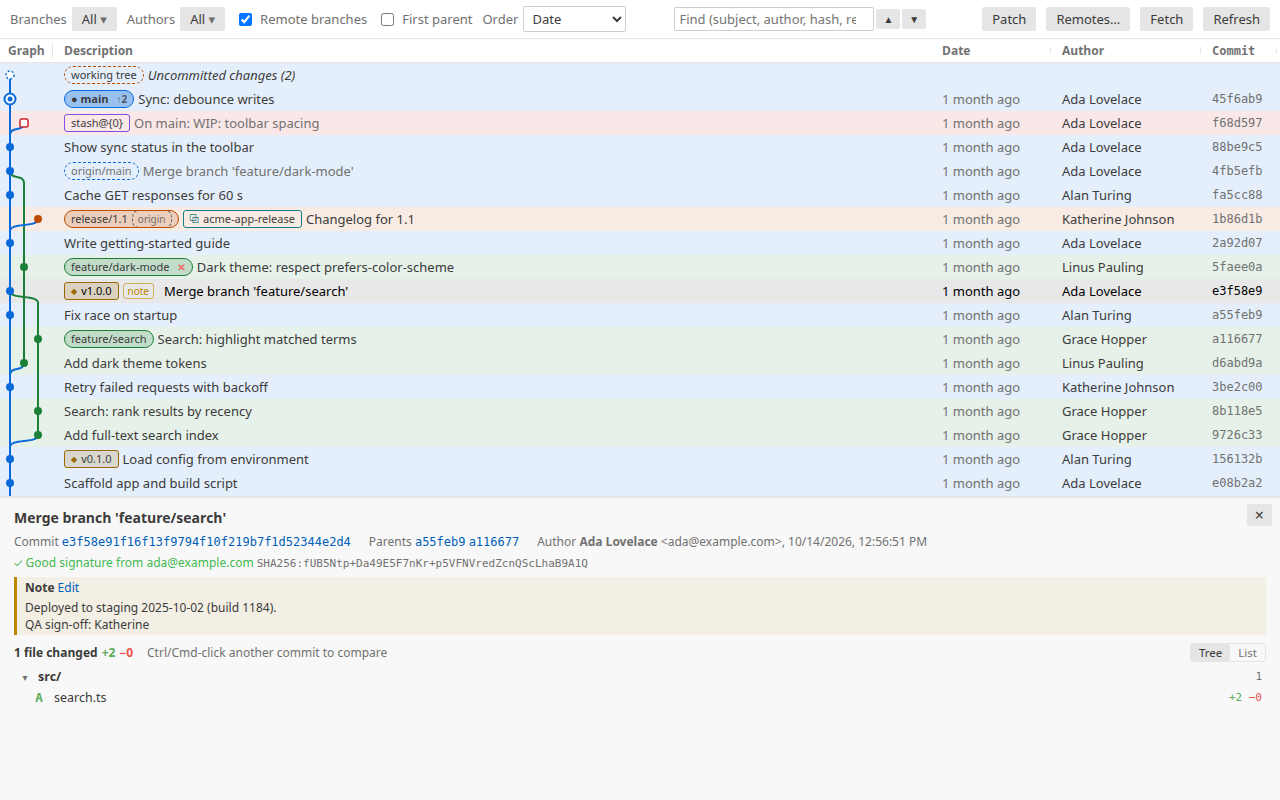 Branches All ▾ Authors All ▾ Remote branches First parent Order Date Find (subject, author, hash, re ▲ ▼ Patch Remotes... Fetch Refresh
Graph Description Date Author Commit
working tree Uncommitted changes (2)
● main ↑2 Sync: debounce writes 1 month ago Ada Lovelace 45f6ab9
stash@{0} On main: WIP: toolbar spacing 1 month ago Ada Lovelace f68d597
Show sync status in the toolbar 1 month ago Ada Lovelace 88be9c5
origin/main Merge branch 'feature/dark-mode' 1 month ago Ada Lovelace 4fb5efb
Cache GET responses for 60 s 1 month ago Alan Turing fa5cc88
release/1.1 origin acme-app-release Changelog for 1.1 1 month ago Katherine Johnson 1b86d1b
Write getting-started guide 1 month ago Ada Lovelace 2a92d07
feature/dark-mode ✕ Dark theme: respect prefers-color-scheme 1 month ago Linus Pauling 5faee0a
◆ v1.0.0 note Merge branch 'feature/search' 1 month ago Ada Lovelace e3f58e9
Fix race on startup 1 month ago Alan Turing a55feb9
feature/search Search: highlight matched terms 1 month ago Grace Hopper a116677
Add dark theme tokens 1 month ago Linus Pauling d6abd9a
Retry failed requests with backoff 1 month ago Katherine Johnson 3be2c00
Search: rank results by recency 1 month ago Grace Hopper 8b118e5
Add full-text search index 1 month ago Grace Hopper 9726c33
◆ v0.1.0 Load config from environment 1 month ago Alan Turing 156132b
Scaffold app and build script 1 month ago Ada Lovelace e08b2a2
Merge branch 'feature/search' ✕
Commit e3f58e91f16f13f9794f10f219b7f1d52344e2d4 Parents a55feb9 a116677 Author Ada Lovelace <ada@example.com>, 10/14/2026, 12:56:51 PM
✓ Good signature from ada@example.com SHA256:fUB5Ntp+Da49E5F7nKr+p5VFNVredZcnQScLhaB9A1Q
Note Edit
Deployed to staging 2025-10-02 (build 1184).
QA sign-off: Katherine
1 file changed +2 −0 Ctrl/Cmd-click another commit to compare Tree List
▾ src/ 1
A search.ts +2 −0